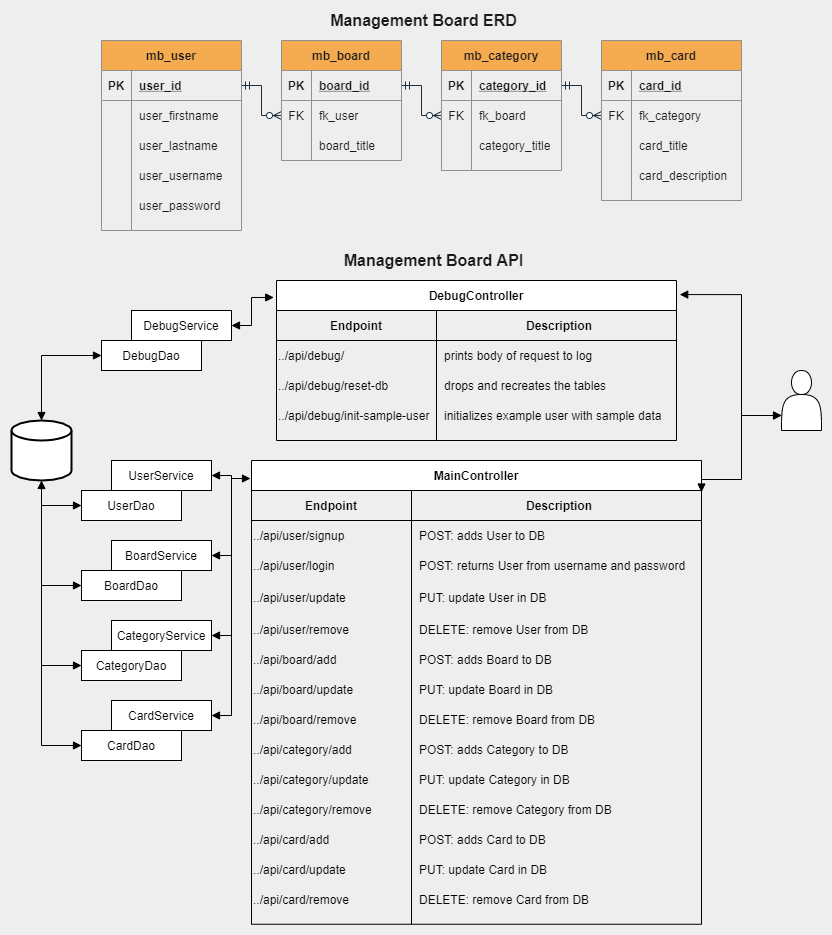 Management Board ERD
mb_user
PK user_id
user_firstname
user_lastname
user_username
user_password
mb_board
PK board_id
FK fk_user
board_title
mb_category
PK category_id
FK fk_board
category_title
mb_card
PK card_id
FK fk_category
card_title
card_description
Management Board API
DebugService
DebugDao
DebugController
Endpoint Description
../api/debug/ prints body of request to log
../api/debug/reset-db drops and recreates the tables
../api/debug/init-sample-user initializes example user with sample data
UserService
UserDao
BoardService
BoardDao
CategoryService
CategoryDao
CardService
CardDao
MainController
Endpoint Description
../api/user/signup POST: adds User to DB
../api/user/login POST: returns User from username and password
../api/user/update PUT: update User in DB
../api/user/remove DELETE: remove User from DB
../api/board/add POST: adds Board to DB
../api/board/update PUT: update Board in DB
../api/board/remove DELETE: remove Board from DB
../api/category/add POST: adds Category to DB
../api/category/update PUT: update Category in DB
../api/category/remove DELETE: remove Category from DB
../api/card/add POST: adds Card to DB
../api/card/update PUT: update Card in DB
../api/card/remove DELETE: remove Card from DB